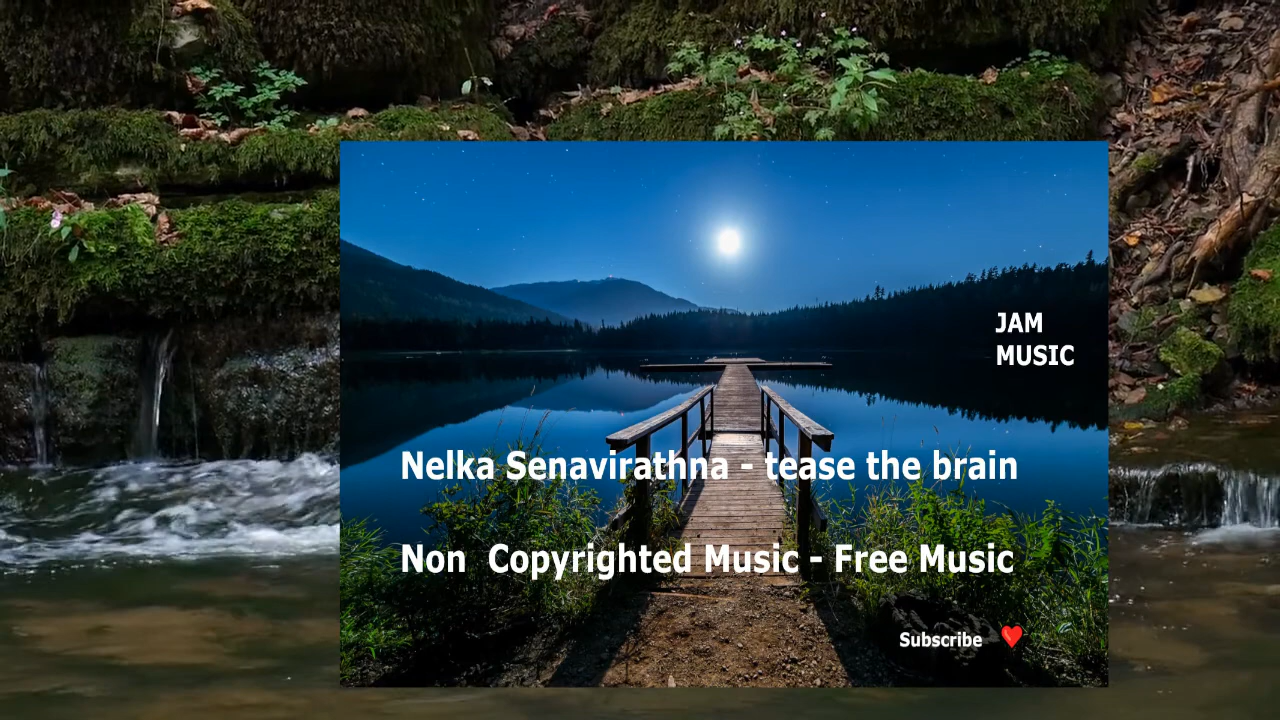 JAM
MUSIC
Nelka Senavirathna - tease the brain
Non  Copyrighted Music - Free Music
Subscribe ❤️